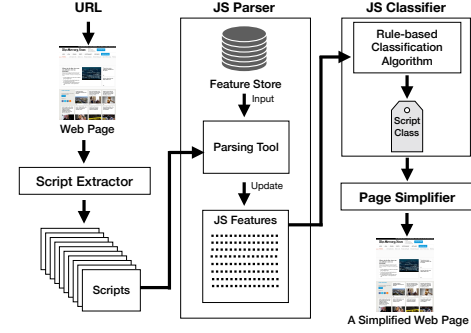 URL
Web Page
Script Extractor
Scripts
JS Parser
Feature Store
Input
Parsing Tool
Update
JS Features
JS Classifier
Rule-based
Classification
Algorithm
Script
Class
Page Simplifier
A Simplified Web Page